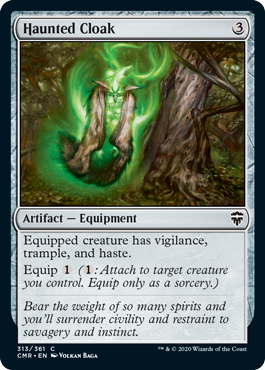 Haunted Cloak 3
Artifact — Equipment
Equipped creature has vigilance,
trample, and haste.
Equip 1 (1: Attach to target creature
you control. Equip only as a sorcery.)
Bear the weight of so many spirits and
you'll surrender civility and restraint to
savagery and instinct.
313/361 C
CMR • EN Volkan Baga ™ & © 2020 Wizards of the Coast